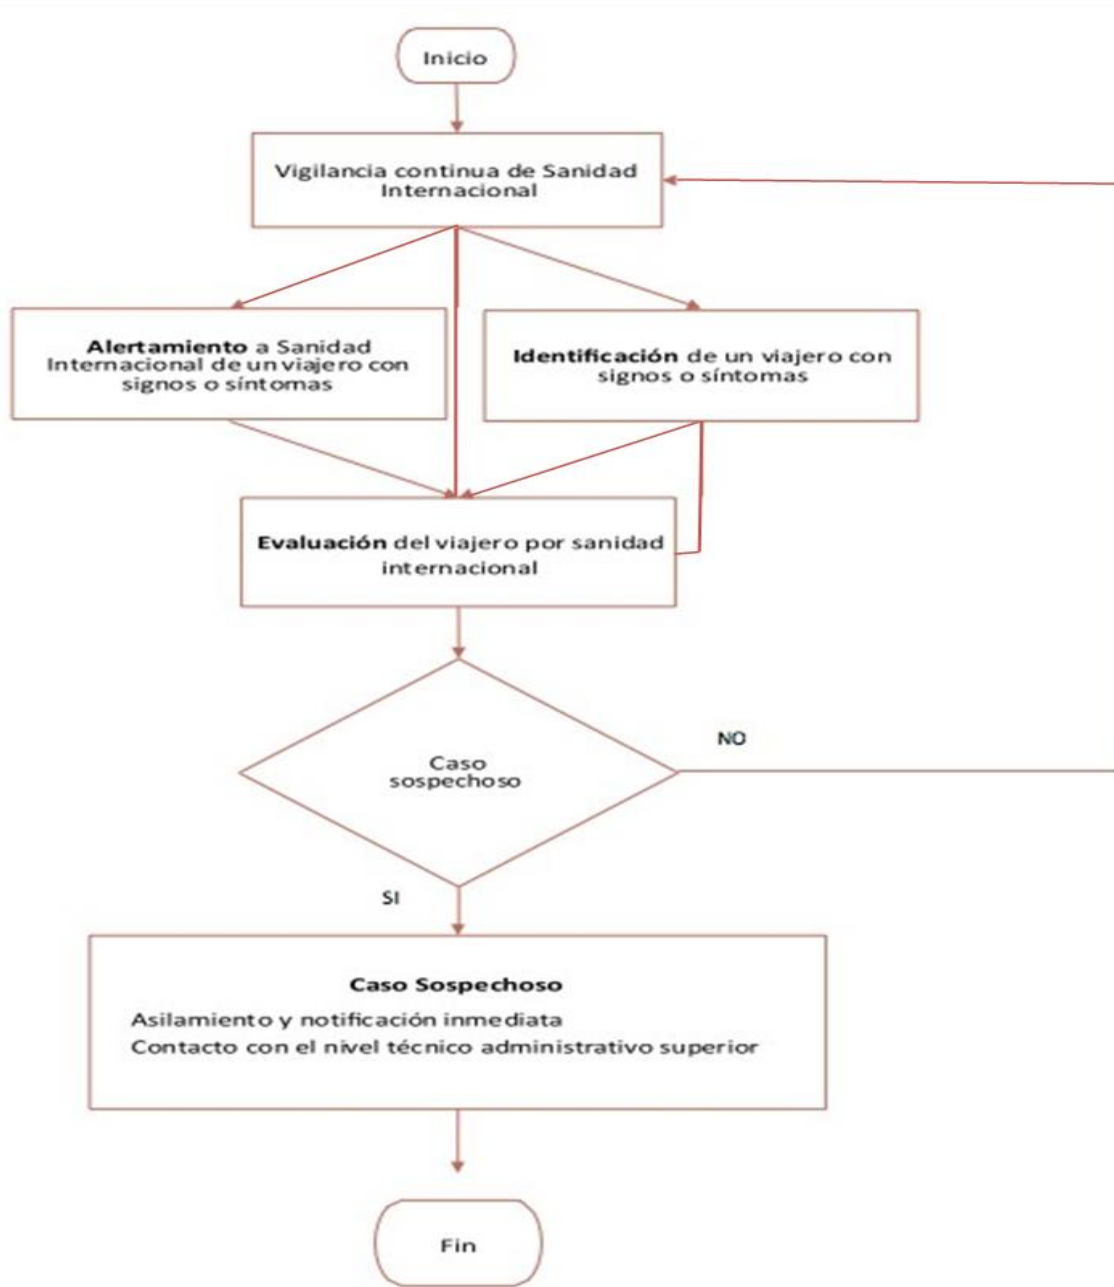 Inicio
Vigilancia continua de Sanidad
Internacional
Alertamiento a Sanidad
Internacional de un viajero con
signos o síntomas
Identificación de un viajero con
signos o síntomas
Evaluación del viajero por sanidad
internacional
Caso
sospechoso
NO
SI
Caso Sospechoso
Asilamiento y notificación inmediata
Contacto con el nivel técnico administrativo superior
Fin